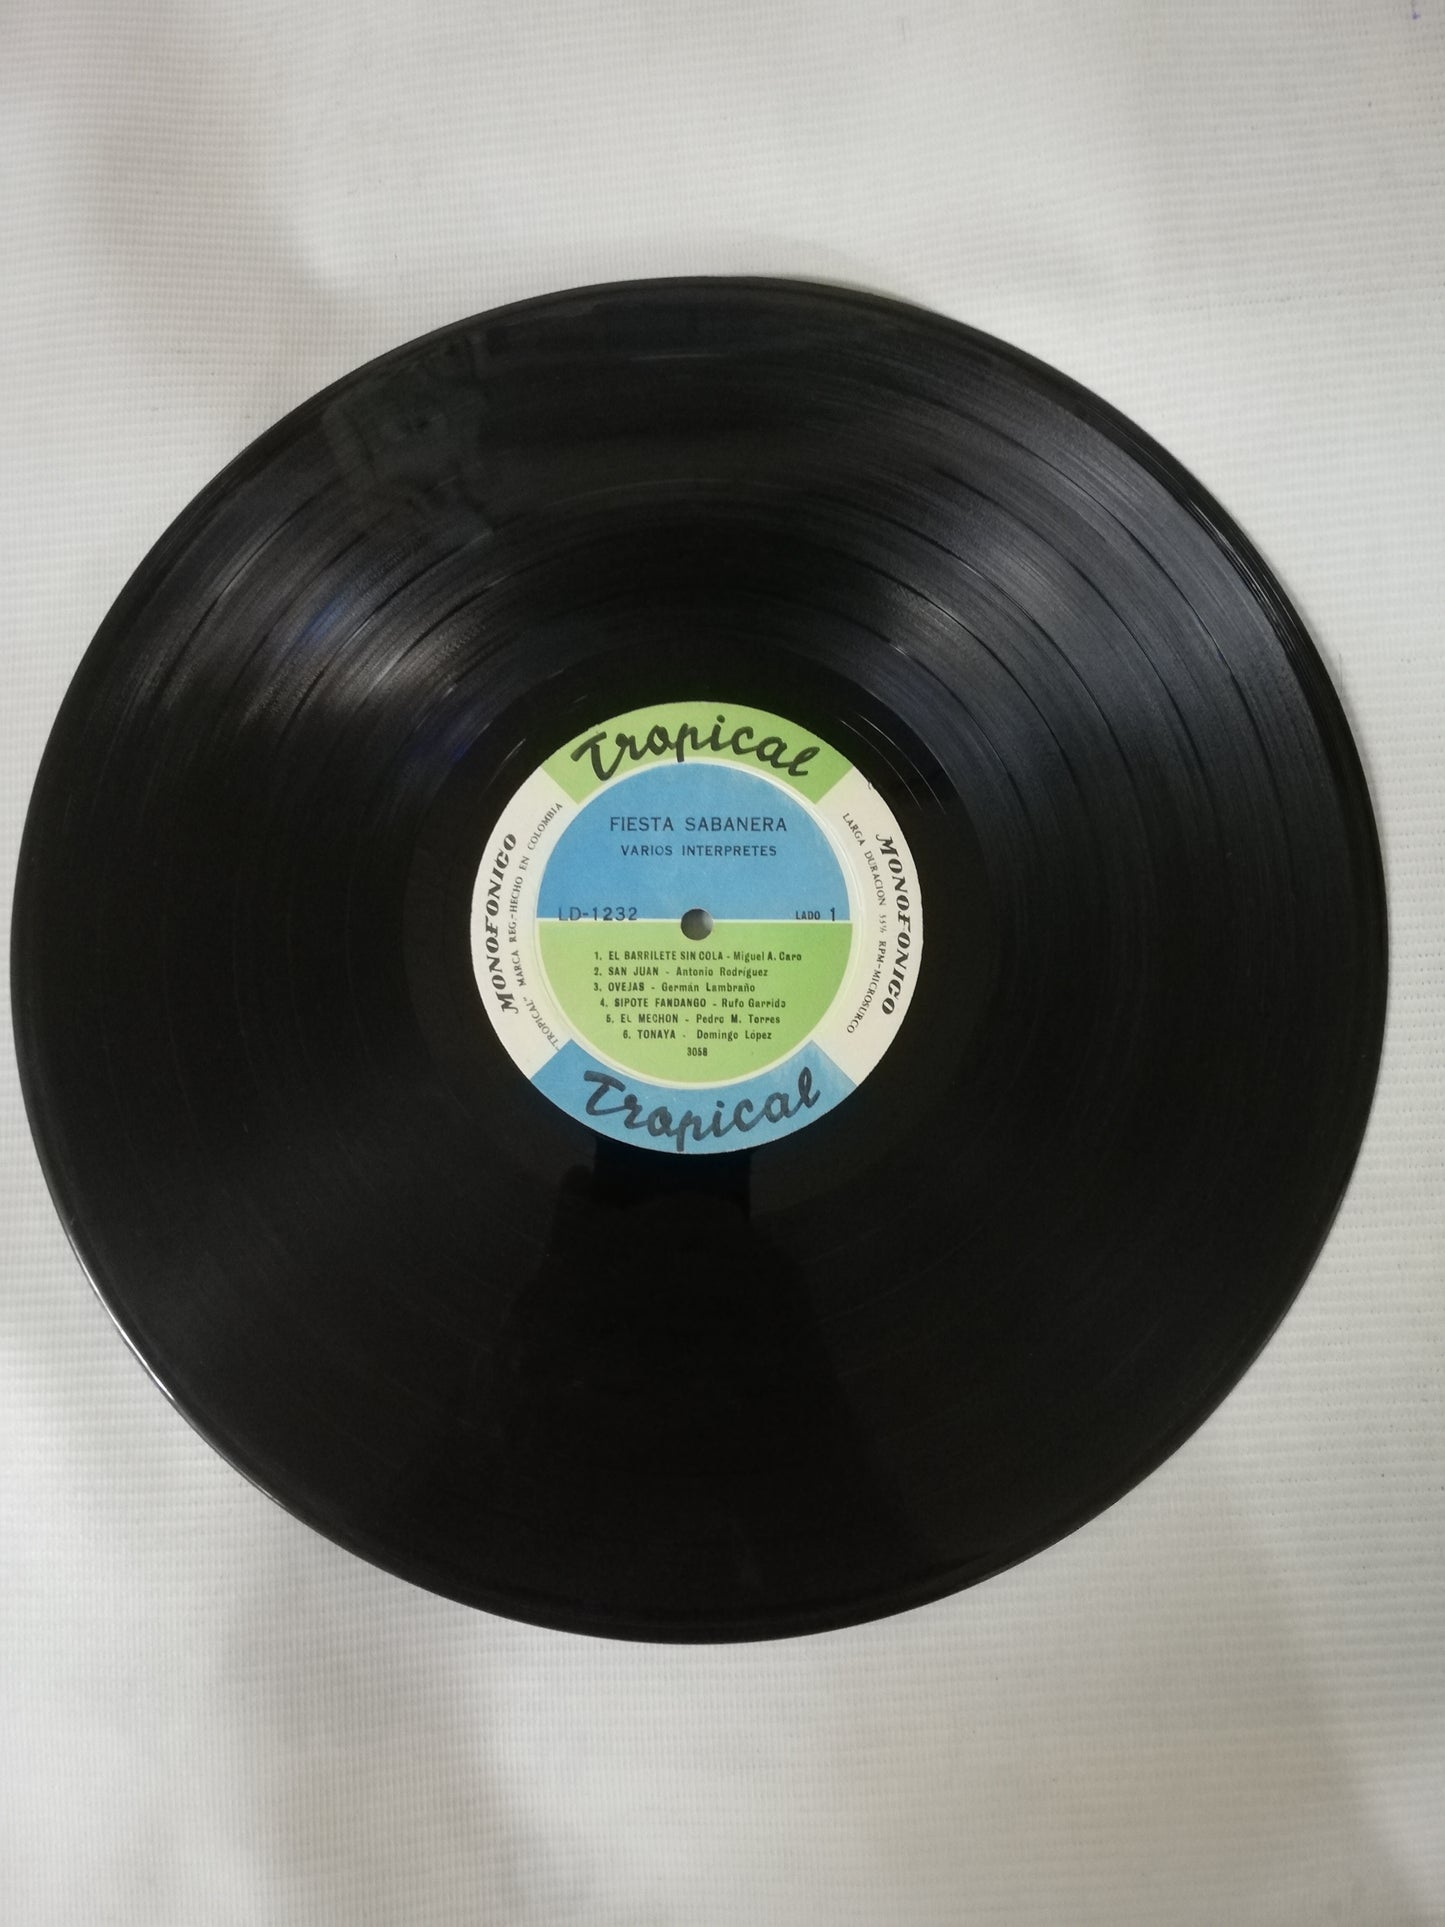 Tropical
FIESTA SABANERA
VARIOS INTERPRETES
LD-1232
LADO 1
1. EL BARRILETE SIN COLA - Miguel A. Caro
2. SAN JUAN - Antonio Rodríguez
3. OVEJAS - Germán Lambraño
4. SIPOTE FANDANGO - Rufo Garrido
5. EL MECHON - Pedro M. Torres
6. TONAYA - Domingo López
3058
MONOFONICO
"TROPICAL" MARCA REG-HECHO EN COLOMBIA
MONOFONICO
LARGA DURACION 33⅓ RPM-MICROSURCO
Tropical